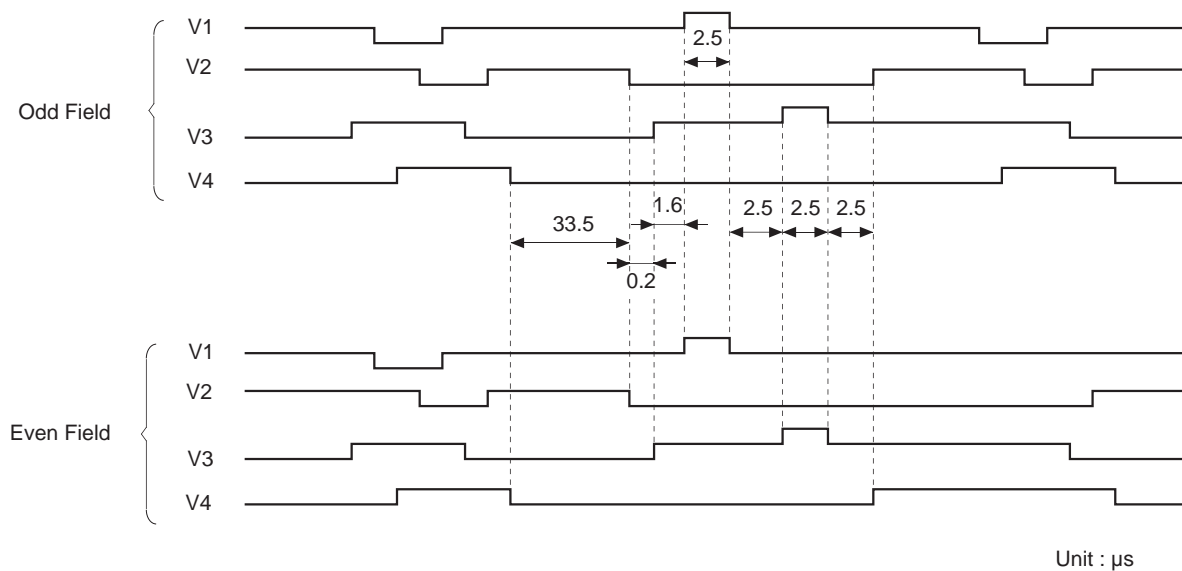 V1
2.5
V2
Odd Field
V3
V4
1.6
2.5 2.5 2.5
33.5
0.2
V1
V2
Even Field
V3
V4
Unit : μs